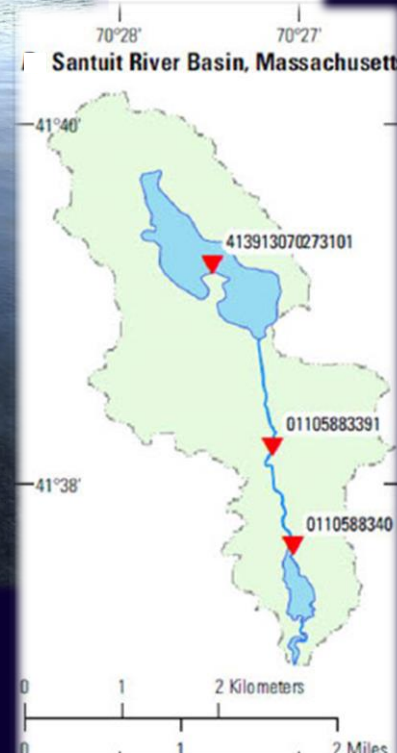 70°28' 70°27'
Santuit River Basin, Massachusett
41°40'
413913070273101
01105883391
41°38'
0110588340
0 1 2 Kilometers
0 1 2 Miles